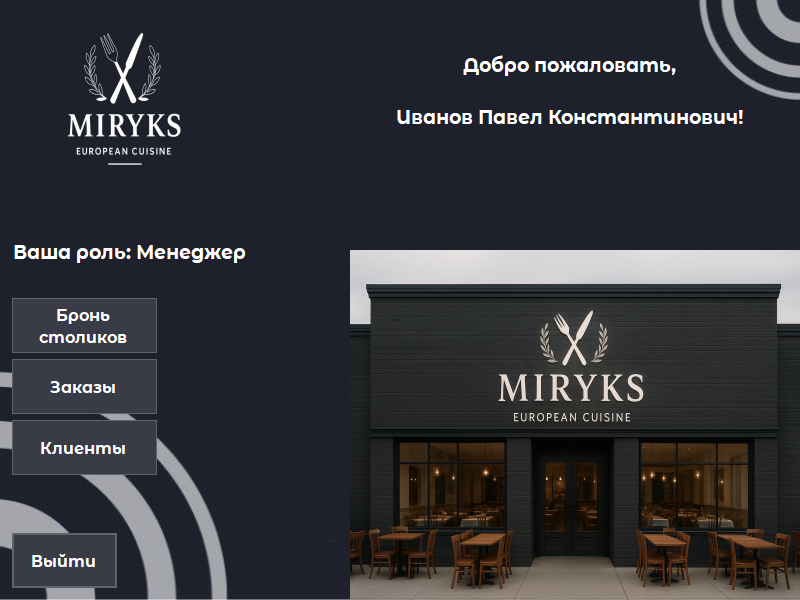 MIRYKS
EUROPEAN CUISINE
Добро пожаловать,
Иванов Павел Константинович!
Ваша роль: Менеджер
Бронь
столиков
Заказы
Клиенты
Выйти
MIRYKS
EUROPEAN CUISINE